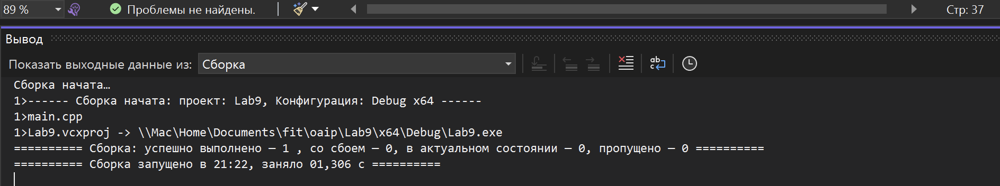 89 % Проблемы не найдены. Стр: 37
Вывод
Показать выходные данные из: Сборка
Сборка начата…
1>------ Сборка начата: проект: Lab9, Конфигурация: Debug x64 ------
1>main.cpp
1>Lab9.vcxproj -> \\Mac\Home\Documents\fit\oaip\Lab9\x64\Debug\Lab9.exe
========== Сборка: успешно выполнено — 1 , со сбоем — 0, в актуальном состоянии — 0, пропущено — 0 ==========
========== Сборка запущено в 21:22, заняло 01,306 с ==========